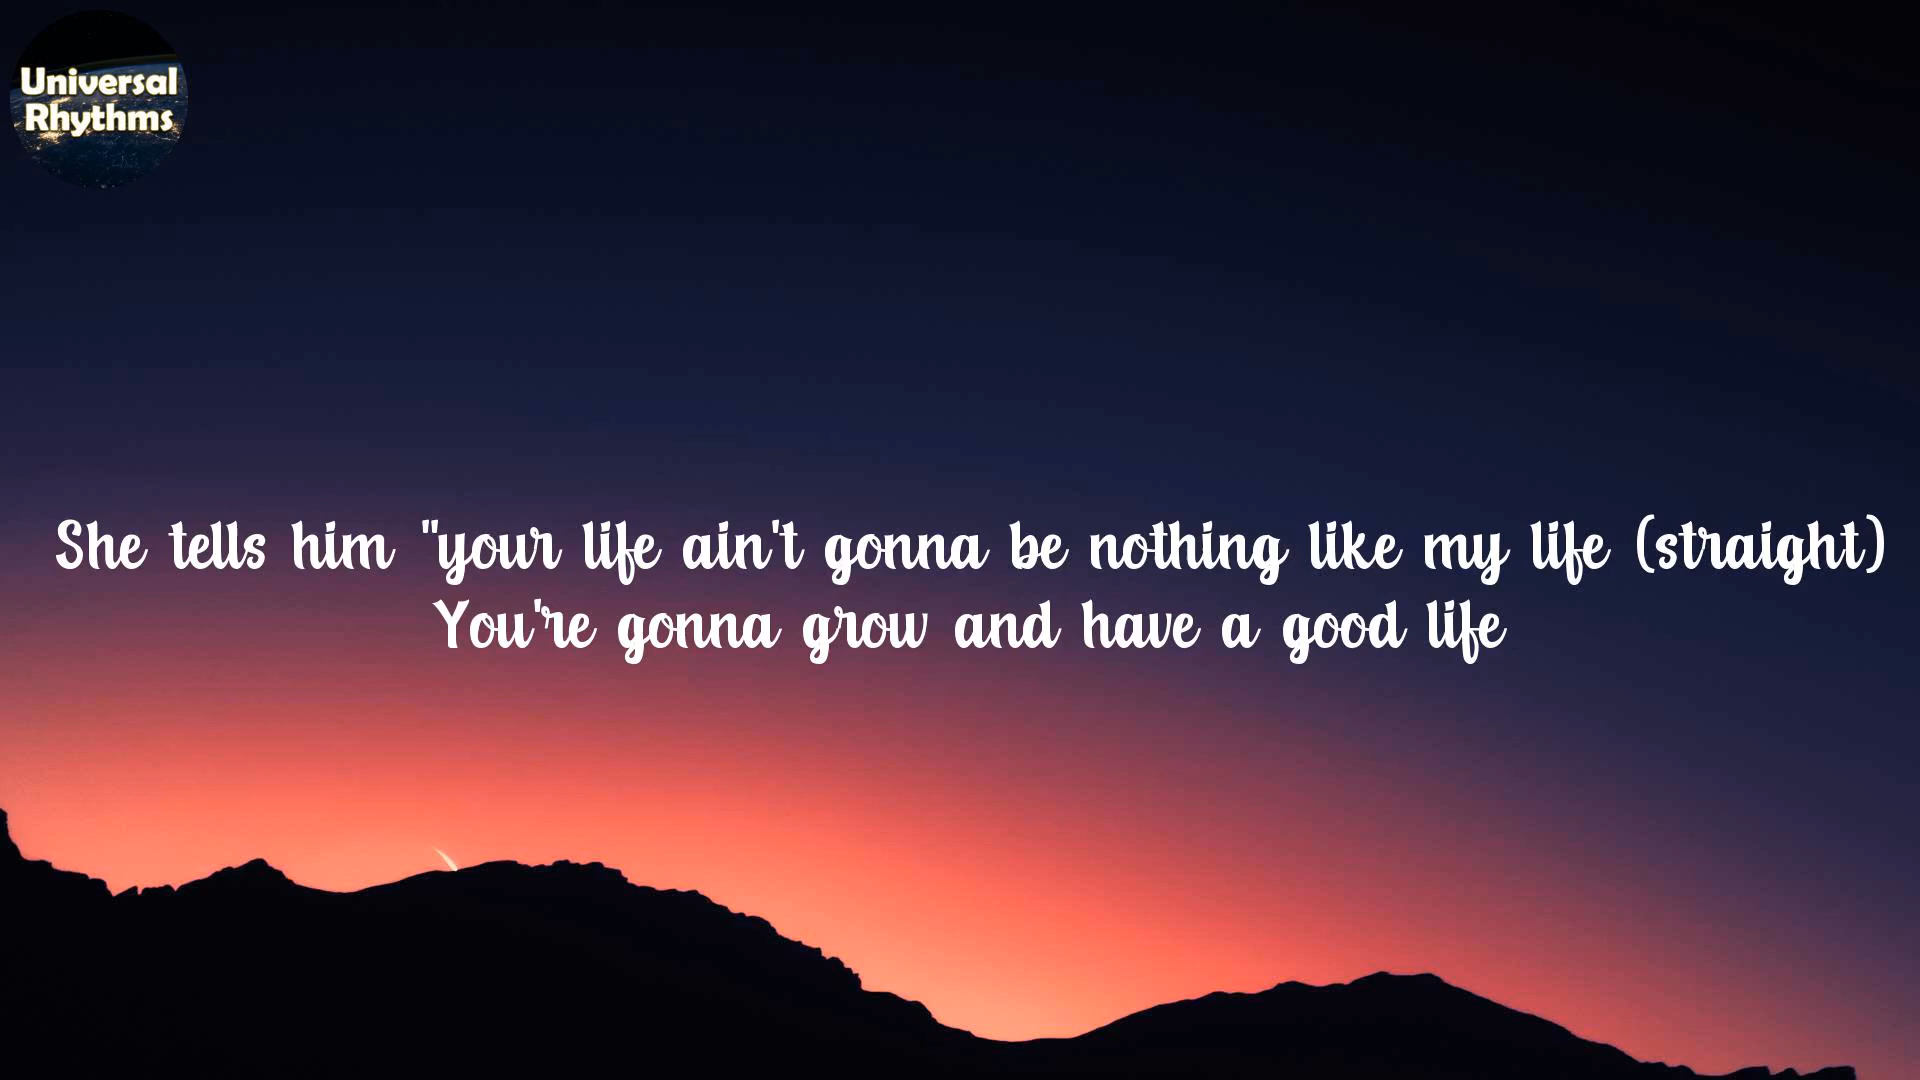 Universal
Rhythms
She tells him "your life ain't gonna be nothing like my life (straight)
You're gonna grow and have a good life